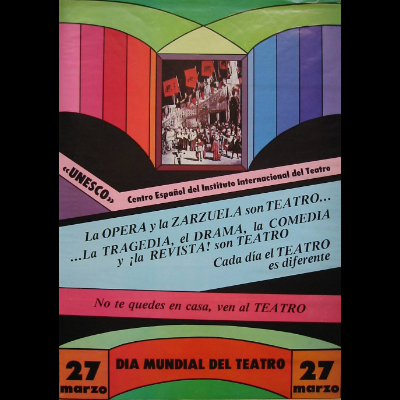 «UNESCO»
Centro Español del Instituto Internacional del Teatro
La OPERA y la ZARZUELA son TEATRO...
...La TRAGEDIA, el DRAMA, la COMEDIA
y ¡la REVISTA! son TEATRO
Cada día el TEATRO
es diferente
No te quedes en casa, ven al TEATRO
27 marzo
DIA MUNDIAL DEL TEATRO
27 marzo